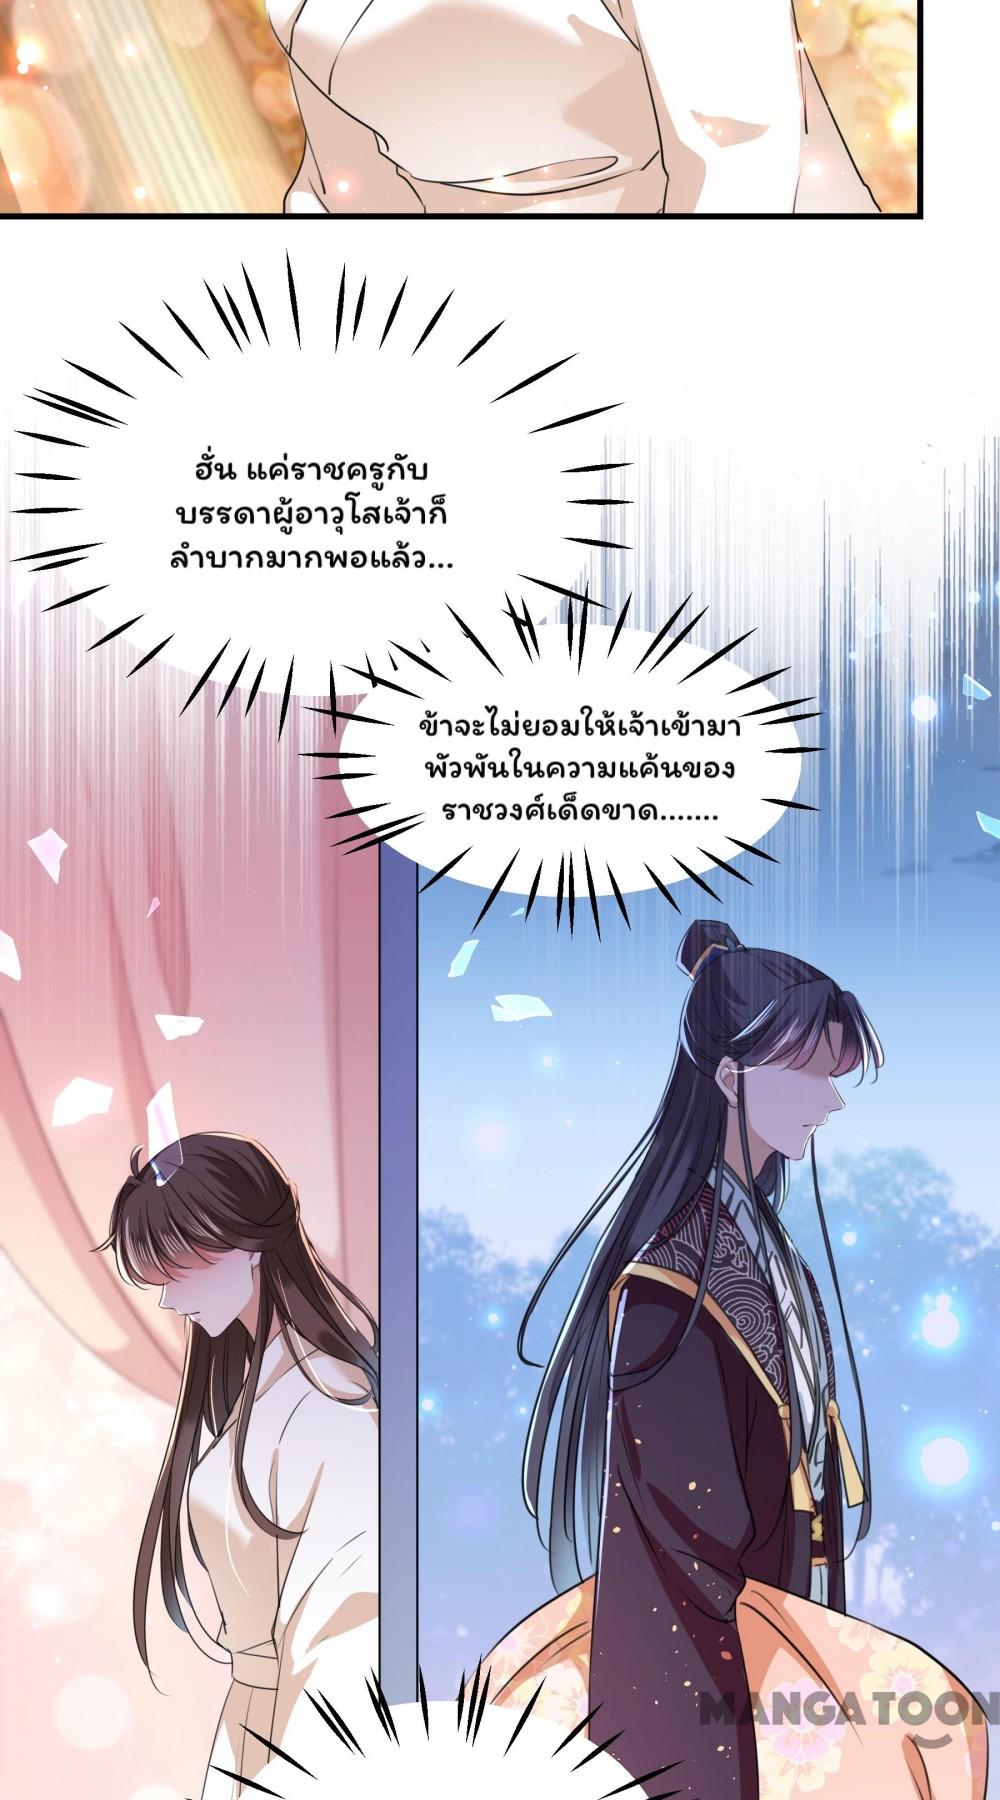 ฮั่น แค่ราชครูกับ
บรรดาผู้อาวุโสเจ้าก็
ลำบากมากพอแล้ว...
ข้าจะไม่ยอมให้เจ้าเข้ามา
พัวพันในความแค้นของ
ราชวงศ์เด็ดขาด.......
MANGATOON